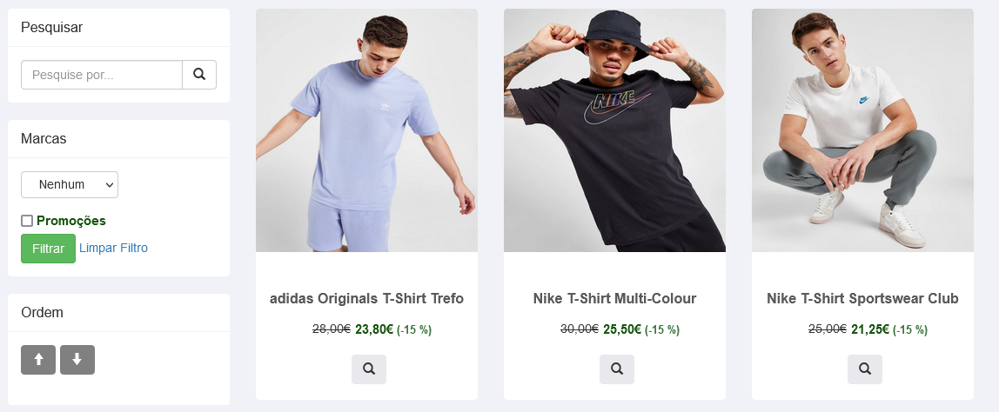 Pesquisar
Pesquise por...
Marcas
Nenhum
Promoções
Filtrar Limpar Filtro
Ordem
NIKE
adidas Originals T-Shirt Trefo
28,00€ 23,80€ (-15 %)
Nike T-Shirt Multi-Colour
30,00€ 25,50€ (-15 %)
Nike T-Shirt Sportswear Club
25,00€ 21,25€ (-15 %)